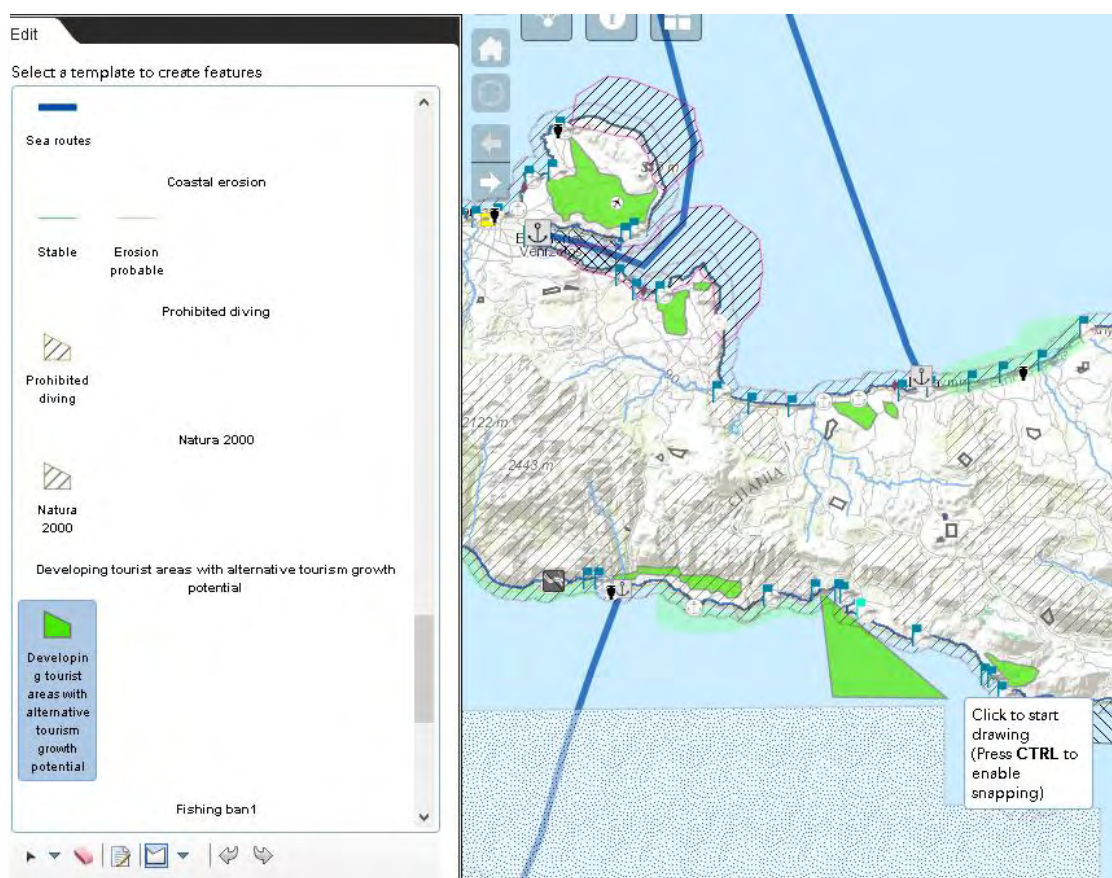 Edit
Select a template to create features
Sea routes
Coastal erosion
Stable
Erosion
probable
Prohibited diving
Prohibited
diving
Natura 2000
Natura
2000
Developing tourist areas with alternative tourism growth
potential
Developin
g tourist
areas with
alternative
tourism
growth
potential
Fishing ban1
2122 m
2443 m
CHANIA
Click to start
drawing
(Press CTRL to
enable
snapping)